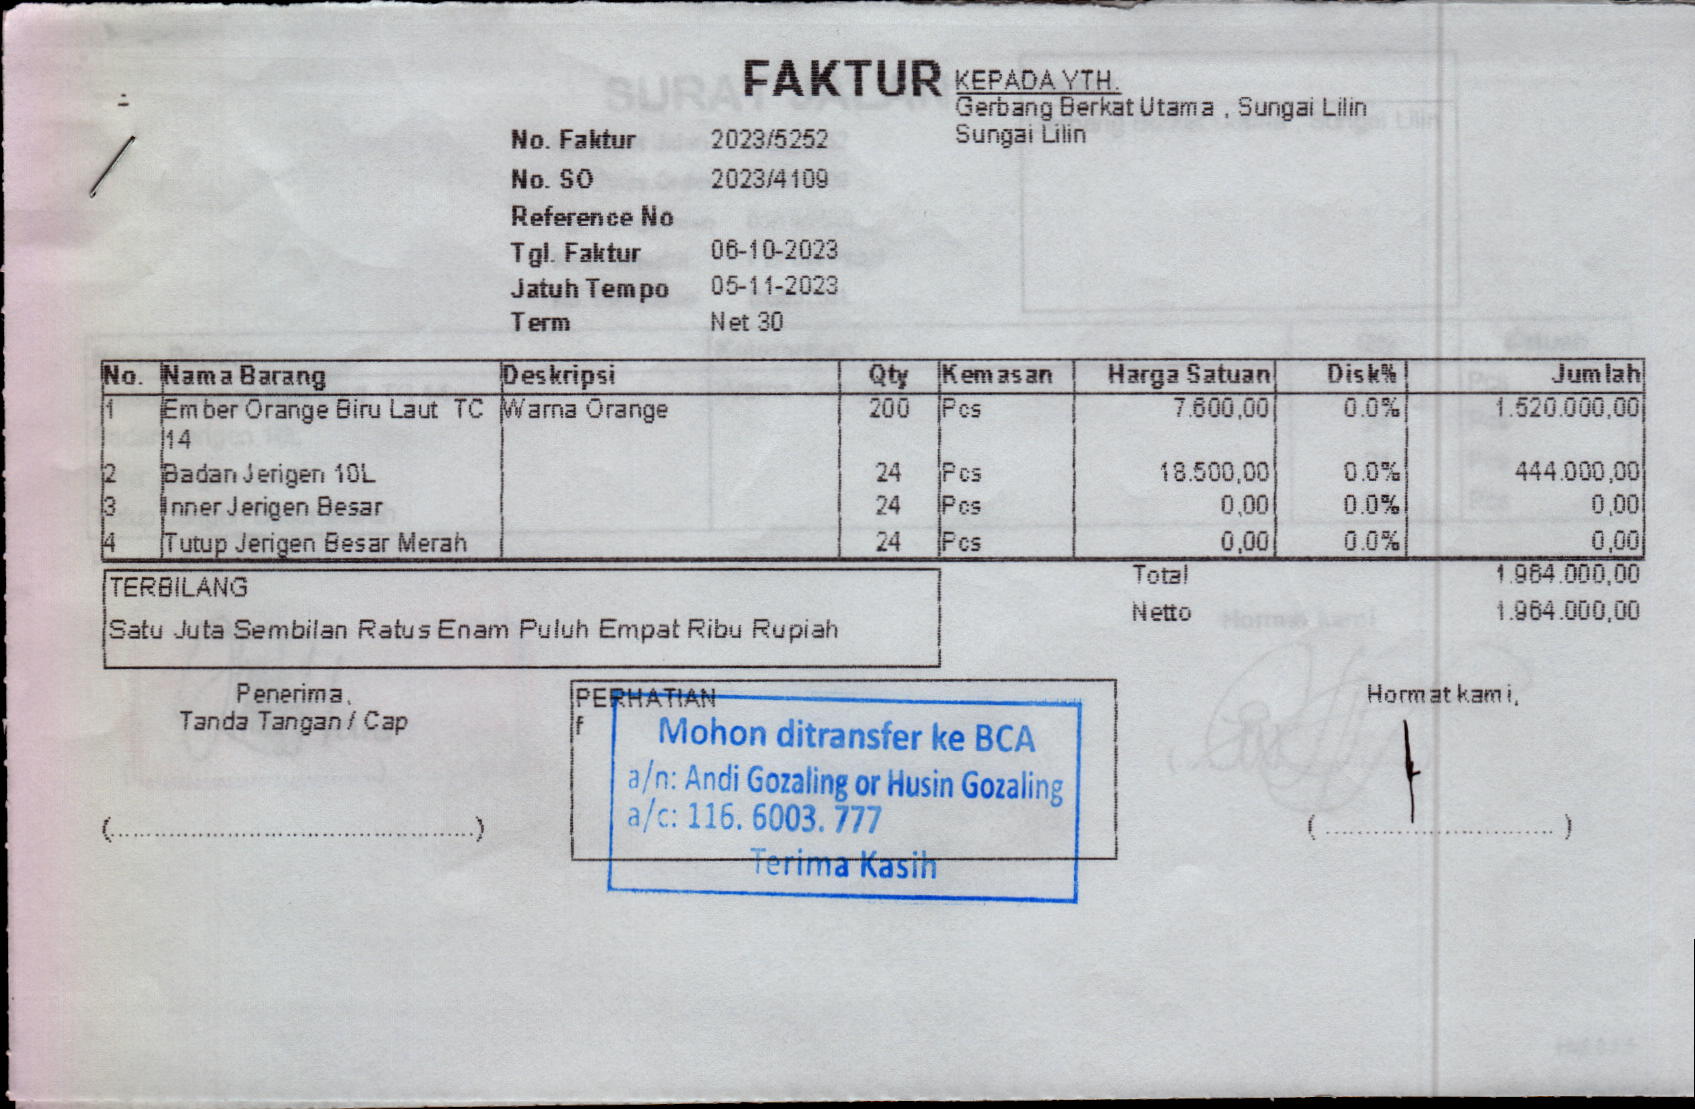 FAKTUR
KEPADA YTH.
Gerbang Berkat Utama , Sungai Lilin
Sungai Lilin
No. Faktur 2023/5252
No. SO 2023/4109
Reference No
Tgl. Faktur 06-10-2023
Jatuh Tempo 05-11-2023
Term Net 30
No. Nama Barang Deskripsi Qty Kemasan Harga Satuan Disk% Jumlah
1 Ember Orange Biru Laut TC Warna Orange 200 Pcs 7.600,00 0.0% 1.520.000,00
14
2 Badan Jerigen 10L 24 Pcs 18.500,00 0.0% 444.000,00
3 Inner Jerigen Besar 24 Pcs 0,00 0.0% 0,00
4 Tutup Jerigen Besar Merah 24 Pcs 0,00 0.0% 0,00
Total 1.964.000,00
Netto 1.964.000,00
TERBILANG
Satu Juta Sembilan Ratus Enam Puluh Empat Ribu Rupiah
Penerima,
Tanda Tangan / Cap
(................................................)
PERHATIAN
f
Mohon ditransfer ke BCA
a/n: Andi Gozaling or Husin Gozaling
a/c: 116. 6003. 777
Terima Kasih
Hormat kami,
(..............................)